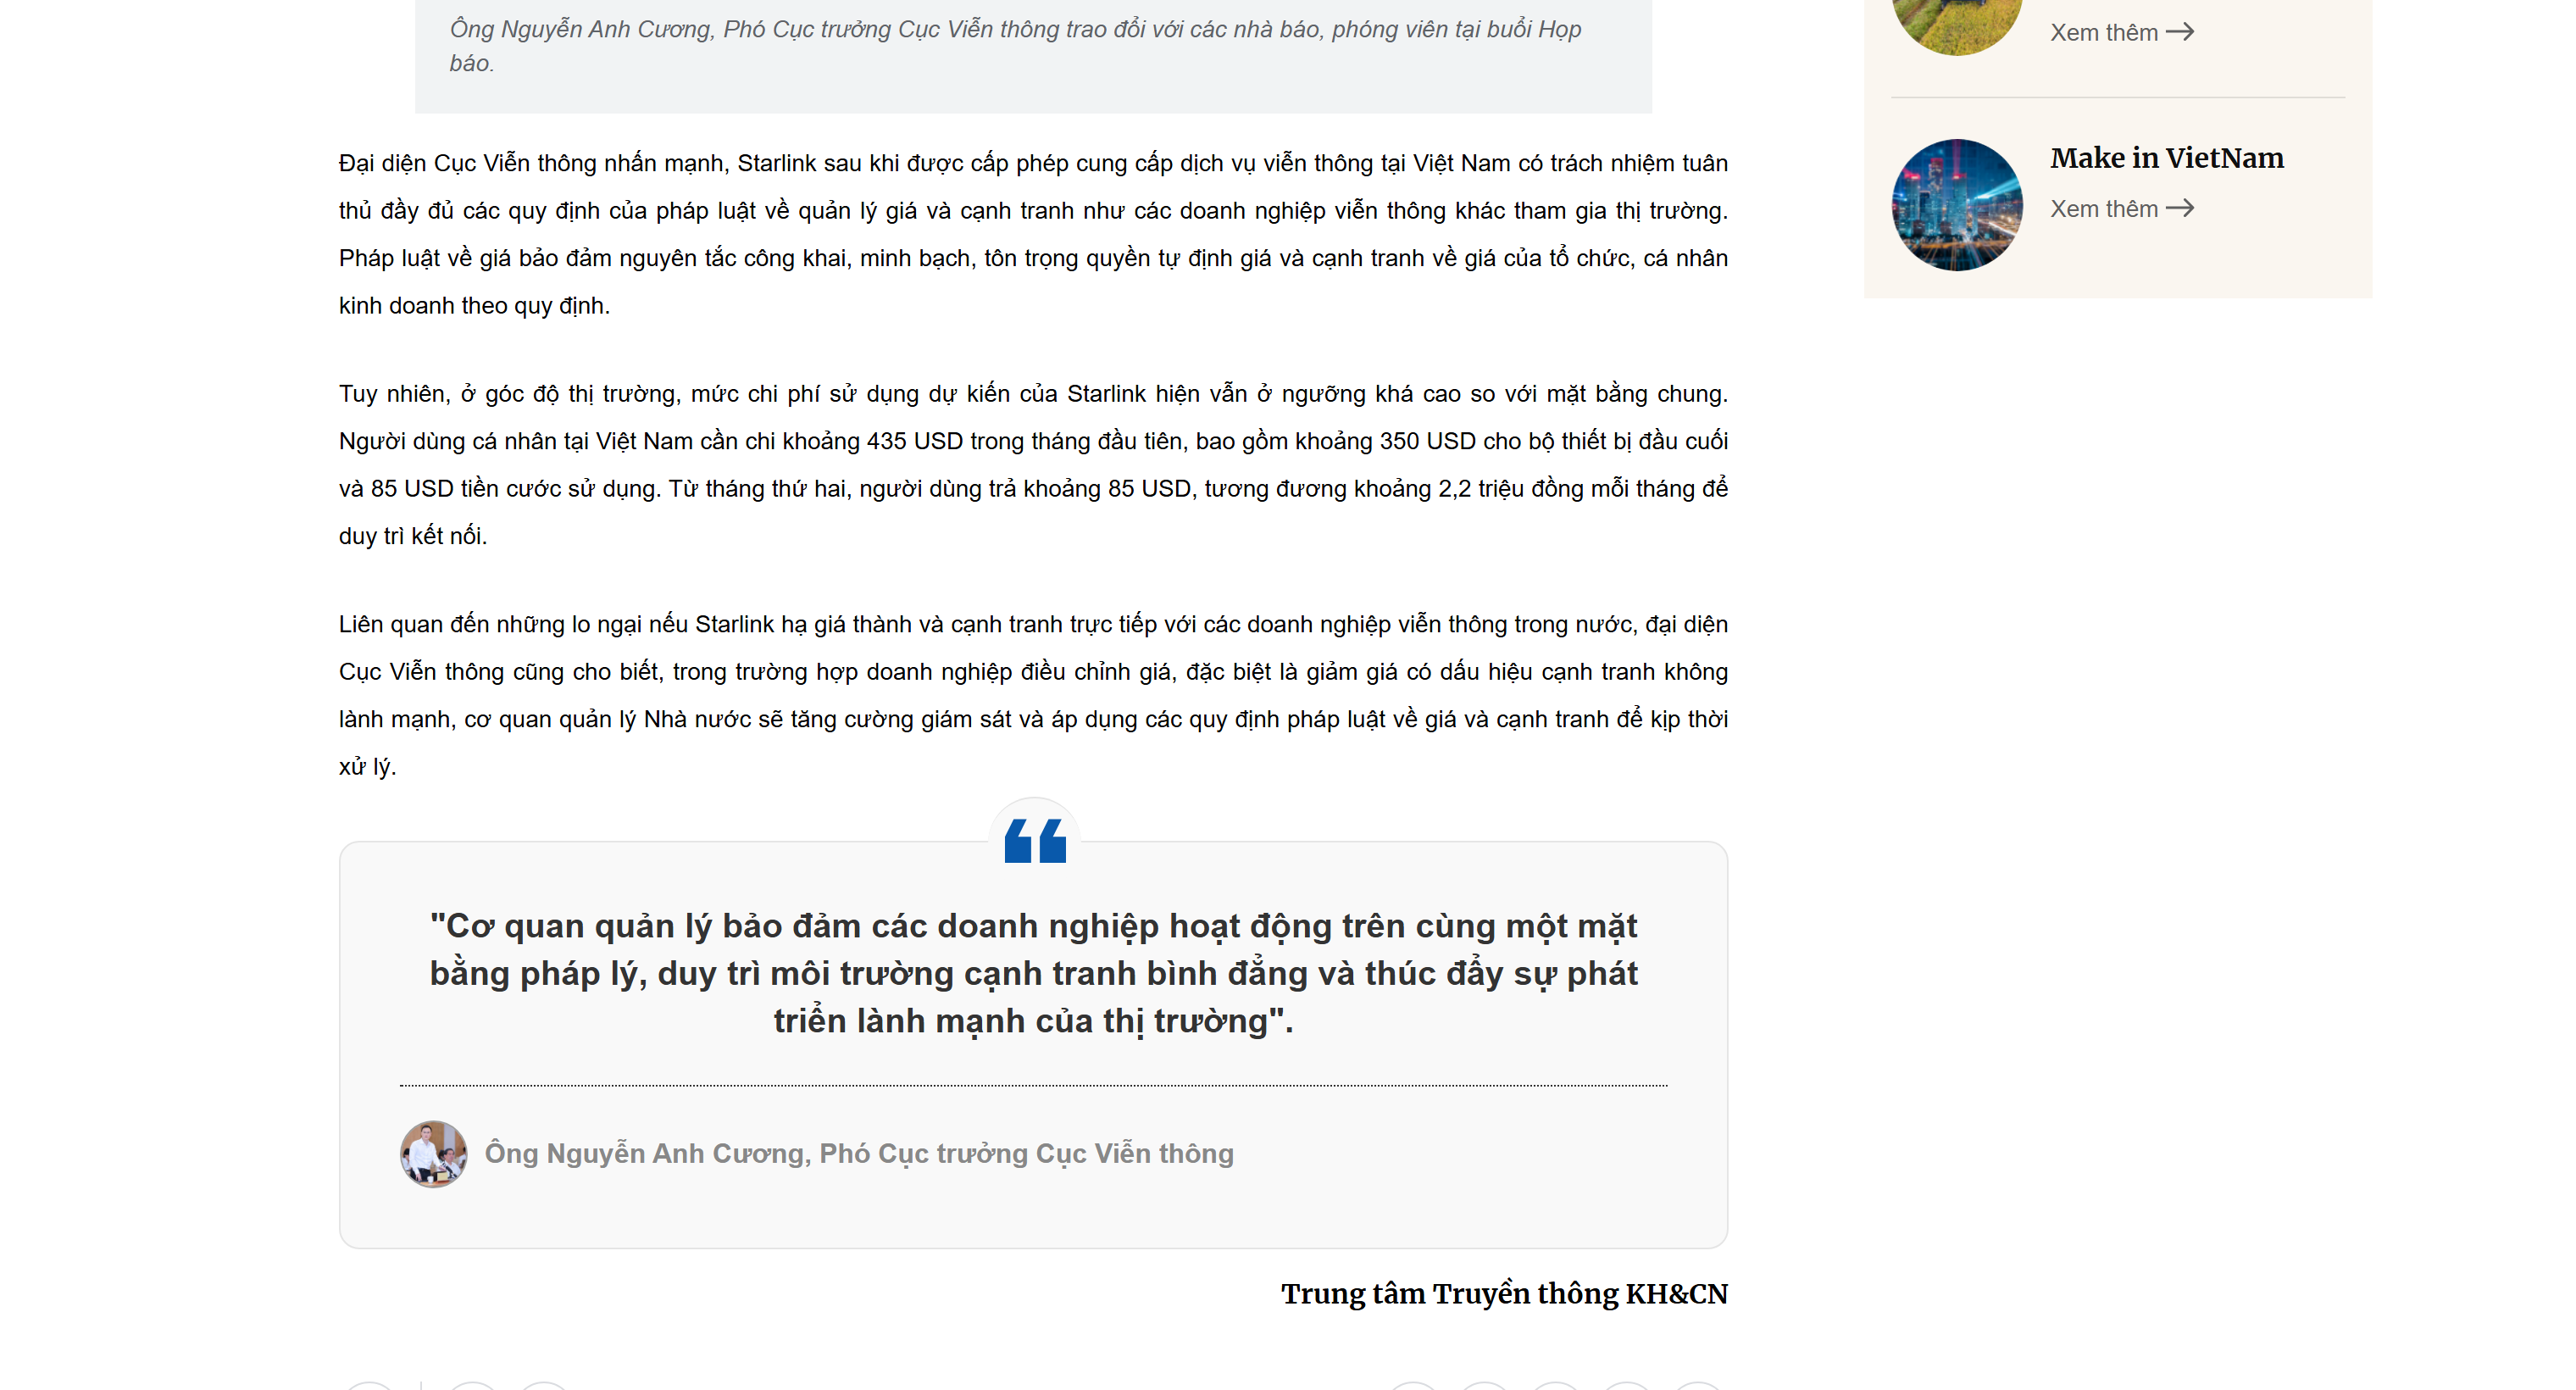 Ông Nguyễn Anh Cương, Phó Cục trưởng Cục Viễn thông trao đổi với các nhà báo, phóng viên tại buổi Họp
báo.
Đại diện Cục Viễn thông nhấn mạnh, Starlink sau khi được cấp phép cung cấp dịch vụ viễn thông tại Việt Nam có trách nhiệm tuân
thủ đầy đủ các quy định của pháp luật về quản lý giá và cạnh tranh như các doanh nghiệp viễn thông khác tham gia thị trường.
Pháp luật về giá bảo đảm nguyên tắc công khai, minh bạch, tôn trọng quyền tự định giá và cạnh tranh về giá của tổ chức, cá nhân
kinh doanh theo quy định.
Tuy nhiên, ở góc độ thị trường, mức chi phí sử dụng dự kiến của Starlink hiện vẫn ở ngưỡng khá cao so với mặt bằng chung.
Người dùng cá nhân tại Việt Nam cần chi khoảng 435 USD trong tháng đầu tiên, bao gồm khoảng 350 USD cho bộ thiết bị đầu cuối
và 85 USD tiền cước sử dụng. Từ tháng thứ hai, người dùng trả khoảng 85 USD, tương đương khoảng 2,2 triệu đồng mỗi tháng để
duy trì kết nối.
Liên quan đến những lo ngại nếu Starlink hạ giá thành và cạnh tranh trực tiếp với các doanh nghiệp viễn thông trong nước, đại diện
Cục Viễn thông cũng cho biết, trong trường hợp doanh nghiệp điều chỉnh giá, đặc biệt là giảm giá có dấu hiệu cạnh tranh không
lành mạnh, cơ quan quản lý Nhà nước sẽ tăng cường giám sát và áp dụng các quy định pháp luật về giá và cạnh tranh để kịp thời
xử lý.
"Cơ quan quản lý bảo đảm các doanh nghiệp hoạt động trên cùng một mặt
bằng pháp lý, duy trì môi trường cạnh tranh bình đẳng và thúc đẩy sự phát
triển lành mạnh của thị trường".
Ông Nguyễn Anh Cương, Phó Cục trưởng Cục Viễn thông
Trung tâm Truyền thông KH&CN
Xem thêm
Make in VietNam
Xem thêm